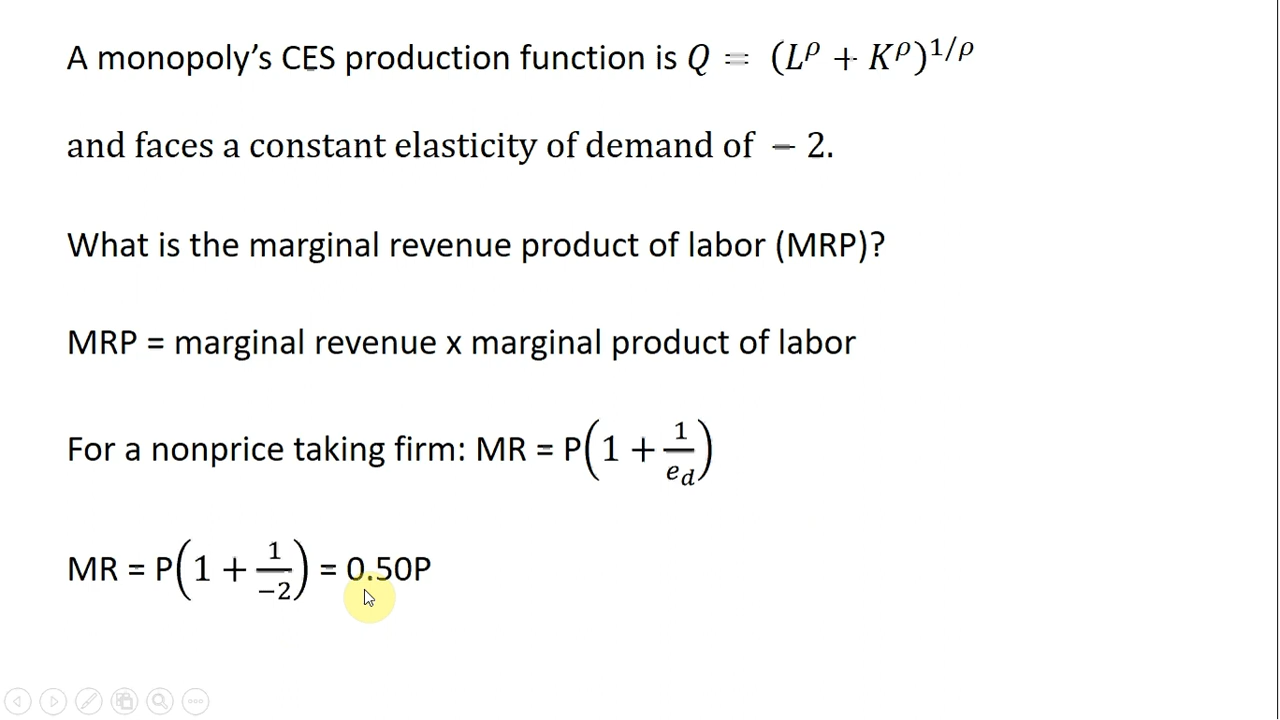 A monopoly's CES production function is Q = (L^ρ + K^ρ)^{1/ρ}
and faces a constant elasticity of demand of − 2.
What is the marginal revenue product of labor (MRP)?
MRP = marginal revenue x marginal product of labor
For a nonprice taking firm: MR = P(1 + \frac{1}{e_d})
MR = P(1 + \frac{1}{−2}) = 0.50P